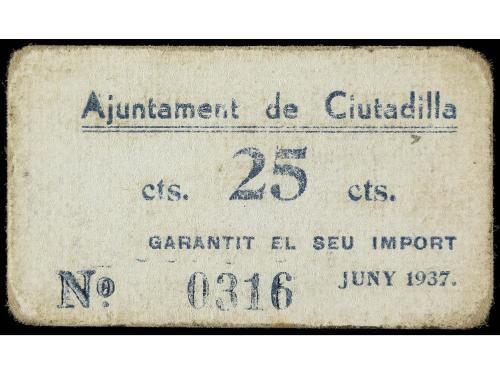 Ajuntament de Ciutadilla
cts. 25 cts.
GARANTIT EL SEU IMPORT
Nº 0316 JUNY 1937.